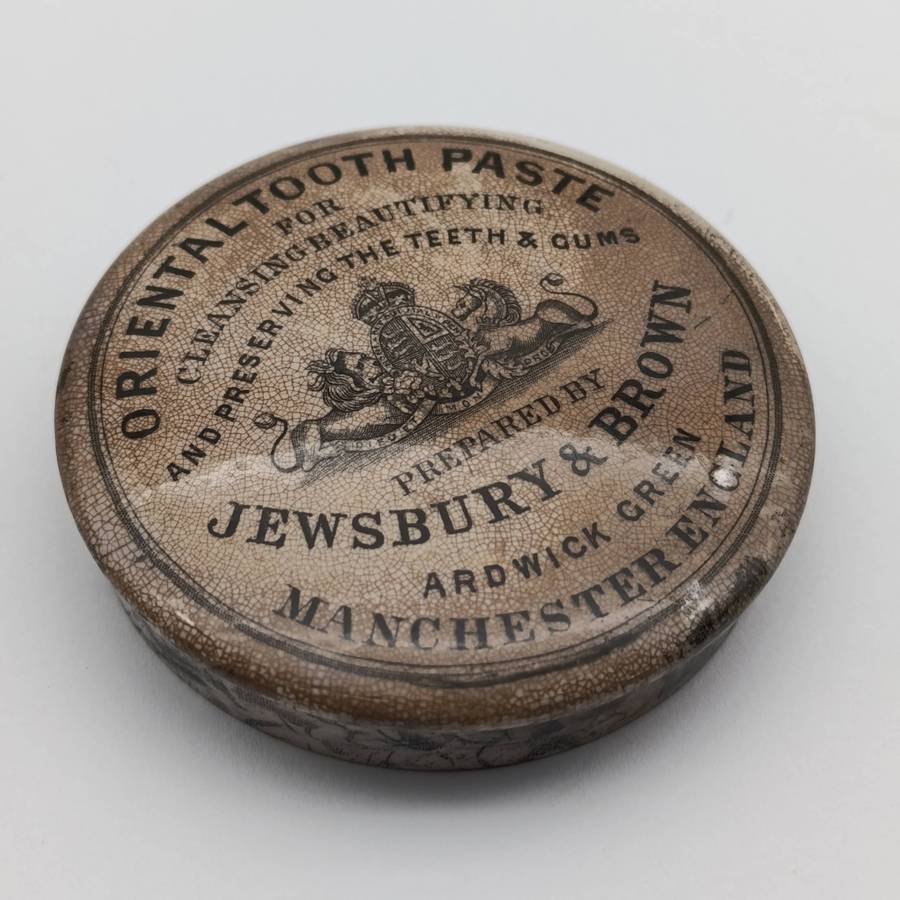 ORIENTAL TOOTH PASTE
FOR
CLEANSING BEAUTIFYING
AND PRESERVING THE TEETH & GUMS
PREPARED BY
JEWSBURY & BROWN
ARDWICK GREEN
MANCHESTER ENGLAND